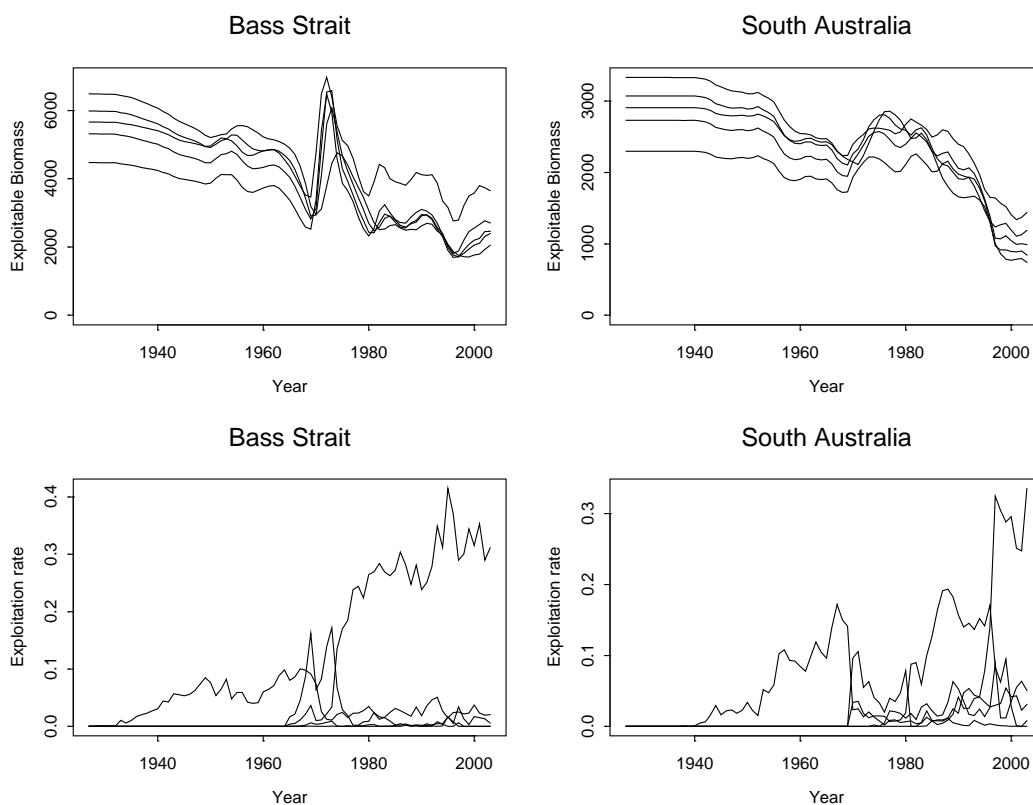 Bass Strait
Exploitable Biomass
6000
4000
2000
0
1940 1960 1980 2000
Year
South Australia
Exploitable Biomass
3000
2000
1000
0
1940 1960 1980 2000
Year
Bass Strait
Exploitation rate
0.4
0.3
0.2
0.1
0.0
1940 1960 1980 2000
Year
South Australia
Exploitation rate
0.3
0.2
0.1
0.0
1940 1960 1980 2000
Year